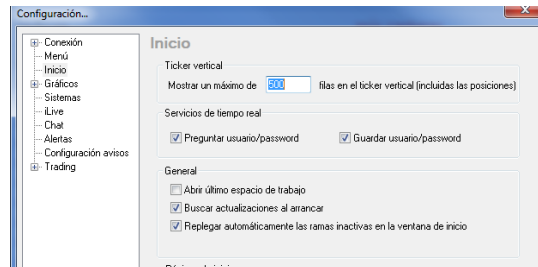 Configuración...
Conexión
Menú
Inicio
Gráficos
Sistemas
iLive
Chat
Alertas
Configuración avisos
Trading
Inicio
Ticker vertical
Mostrar un máximo de 500 filas en el ticker vertical (incluidas las posiciones)
Servicios de tiempo real
Preguntar usuario/password Guardar usuario/password
General
Abrir último espacio de trabajo
Buscar actualizaciones al arrancar
Replegar automáticamente las ramas inactivas en la ventana de inicio